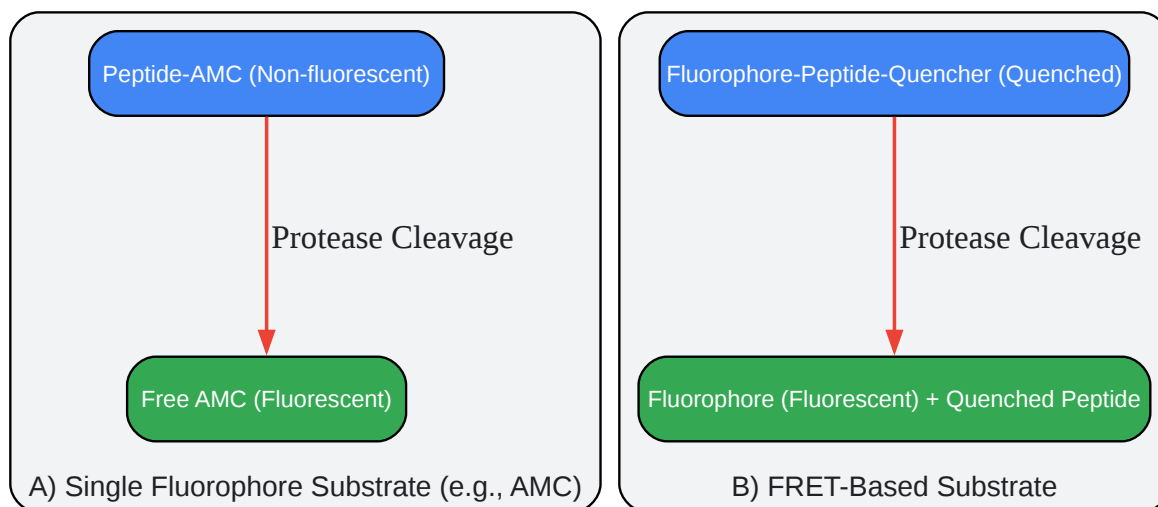 Peptide-AMC (Non-fluorescent)
Protease Cleavage
Free AMC (Fluorescent)
A) Single Fluorophore Substrate (e.g., AMC)
Fluorophore-Peptide-Quencher (Quenched)
Protease Cleavage
Fluorophore (Fluorescent) + Quenched Peptide
B) FRET-Based Substrate